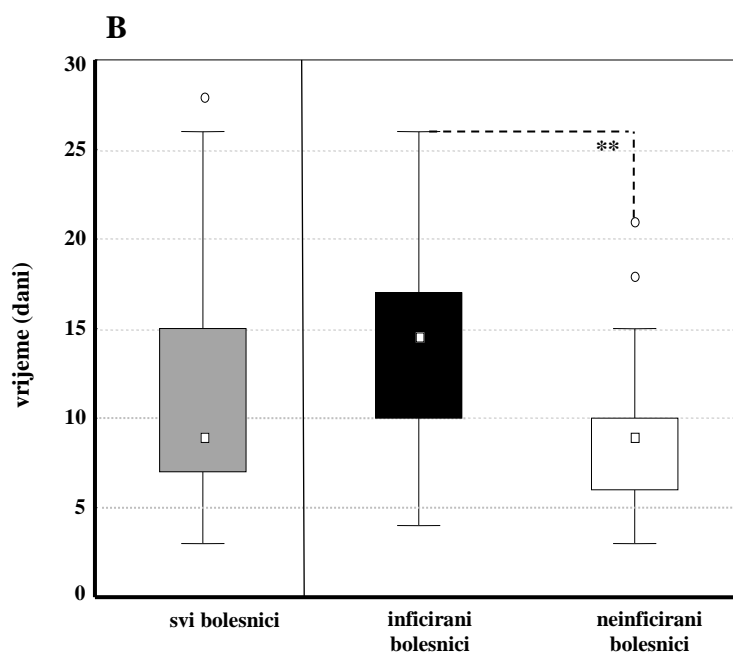 B
30
25
20
15
10
5
0
vrijeme (dani)
**
svi bolesnici
inficirani
bolesnici
neinficirani
bolesnici